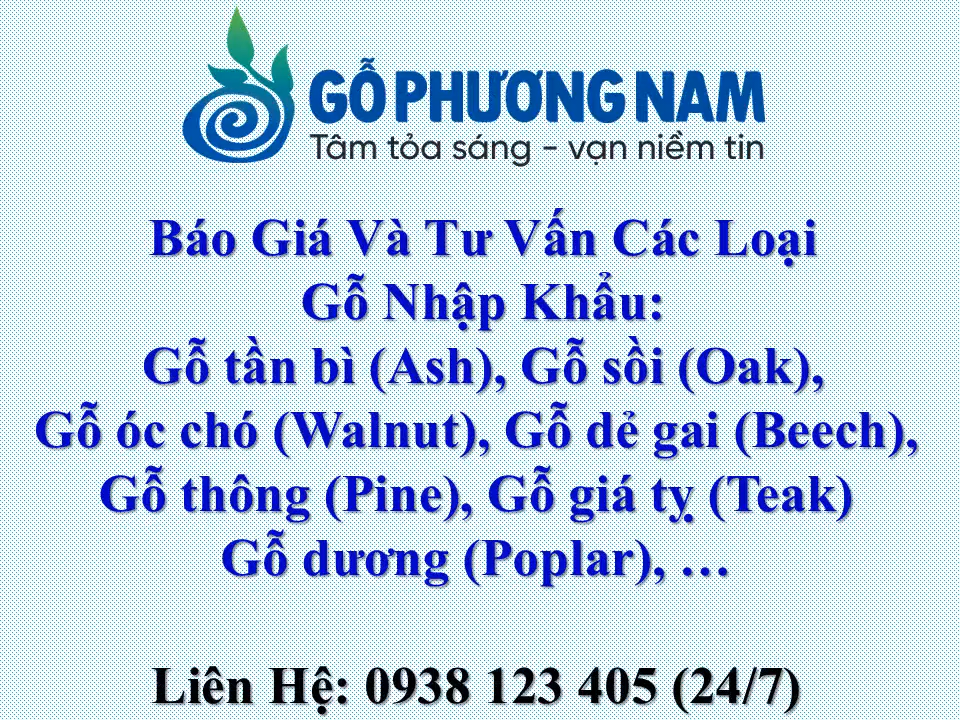 GỖ PHƯƠNG NAM
Tâm tỏa sáng - vạn niềm tin
Báo Giá Và Tư Vấn Các Loại
Gỗ Nhập Khẩu:
Gỗ tần bì (Ash), Gỗ sồi (Oak),
Gỗ óc chó (Walnut), Gỗ dẻ gai (Beech),
Gỗ thông (Pine), Gỗ giá tỵ (Teak)
Gỗ dương (Poplar), …
Liên Hệ: 0938 123 405 (24/7)